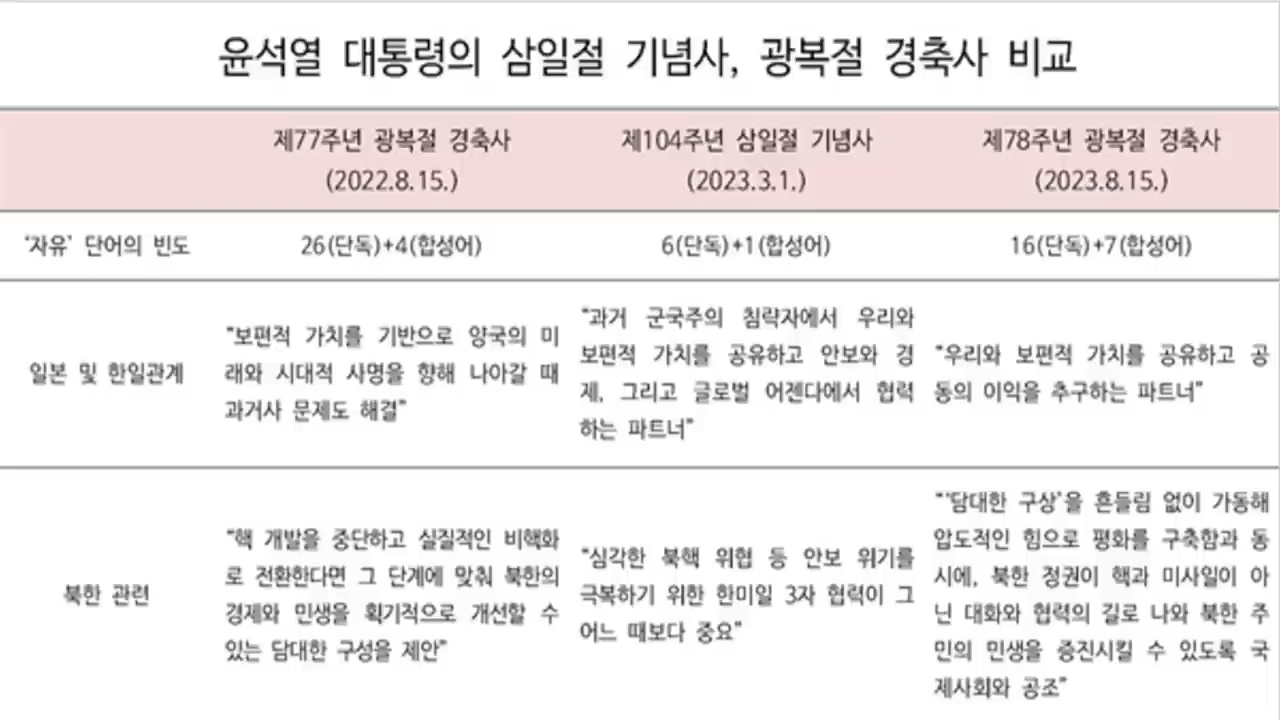 윤석열 대통령의 삼일절 기념사, 광복절 경축사 비교
제77주년 광복절 경축사
(2022.8.15.)
제104주년 삼일절 기념사
(2023.3.1.)
제78주년 광복절 경축사
(2023.8.15.)
‘자유’ 단어의 빈도
26(단독)+4(합성어)
6(단독)+1(합성어)
16(단독)+7(합성어)
일본 및 한일관계
“보편적 가치를 기반으로 양국의 미
래와 시대적 사명을 향해 나아갈 때
과거사 문제도 해결”
“과거 군국주의 침략자에서 우리와
보편적 가치를 공유하고 안보와 경
제, 그리고 글로벌 어젠다에서 협력
하는 파트너”
“우리와 보편적 가치를 공유하고 공
동의 이익을 추구하는 파트너”
북한 관련
“핵 개발을 중단하고 실질적인 비핵화
로 전환한다면 그 단계에 맞춰 북한의
경제와 민생을 획기적으로 개선할 수
있는 담대한 구성을 제안”
“심각한 북핵 위협 등 안보 위기를
극복하기 위한 한미일 3자 협력이 그
어느 때보다 중요”
“‘담대한 구상’을 흔들림 없이 가동해
압도적인 힘으로 평화를 구축함과 동
시에, 북한 정권이 핵과 미사일이 아
닌 대화와 협력의 길로 나와 북한 주
민의 민생을 증진시킬 수 있도록 국
제사회와 공조”